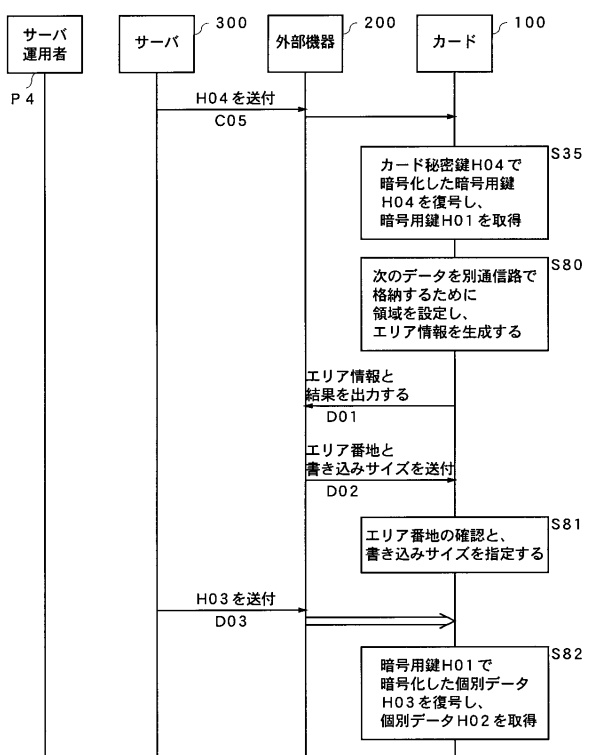 サーバ
運用者
P4
サーバ
300
外部機器
200
カード
100
H04を送付
C05
S35
カード秘密鍵H04で
暗号化した暗号用鍵
H04を復号し、
暗号用鍵H01を取得
S80
次のデータを別通信路で
格納するために
領域を設定し、
エリア情報を生成する
エリア情報と
結果を出力する
D01
エリア番地と
書き込みサイズを送付
D02
S81
エリア番地の確認と、
書き込みサイズを指定する
H03を送付
D03
S82
暗号用鍵H01で
暗号化した個別データ
H03を復号し、
個別データH02を取得